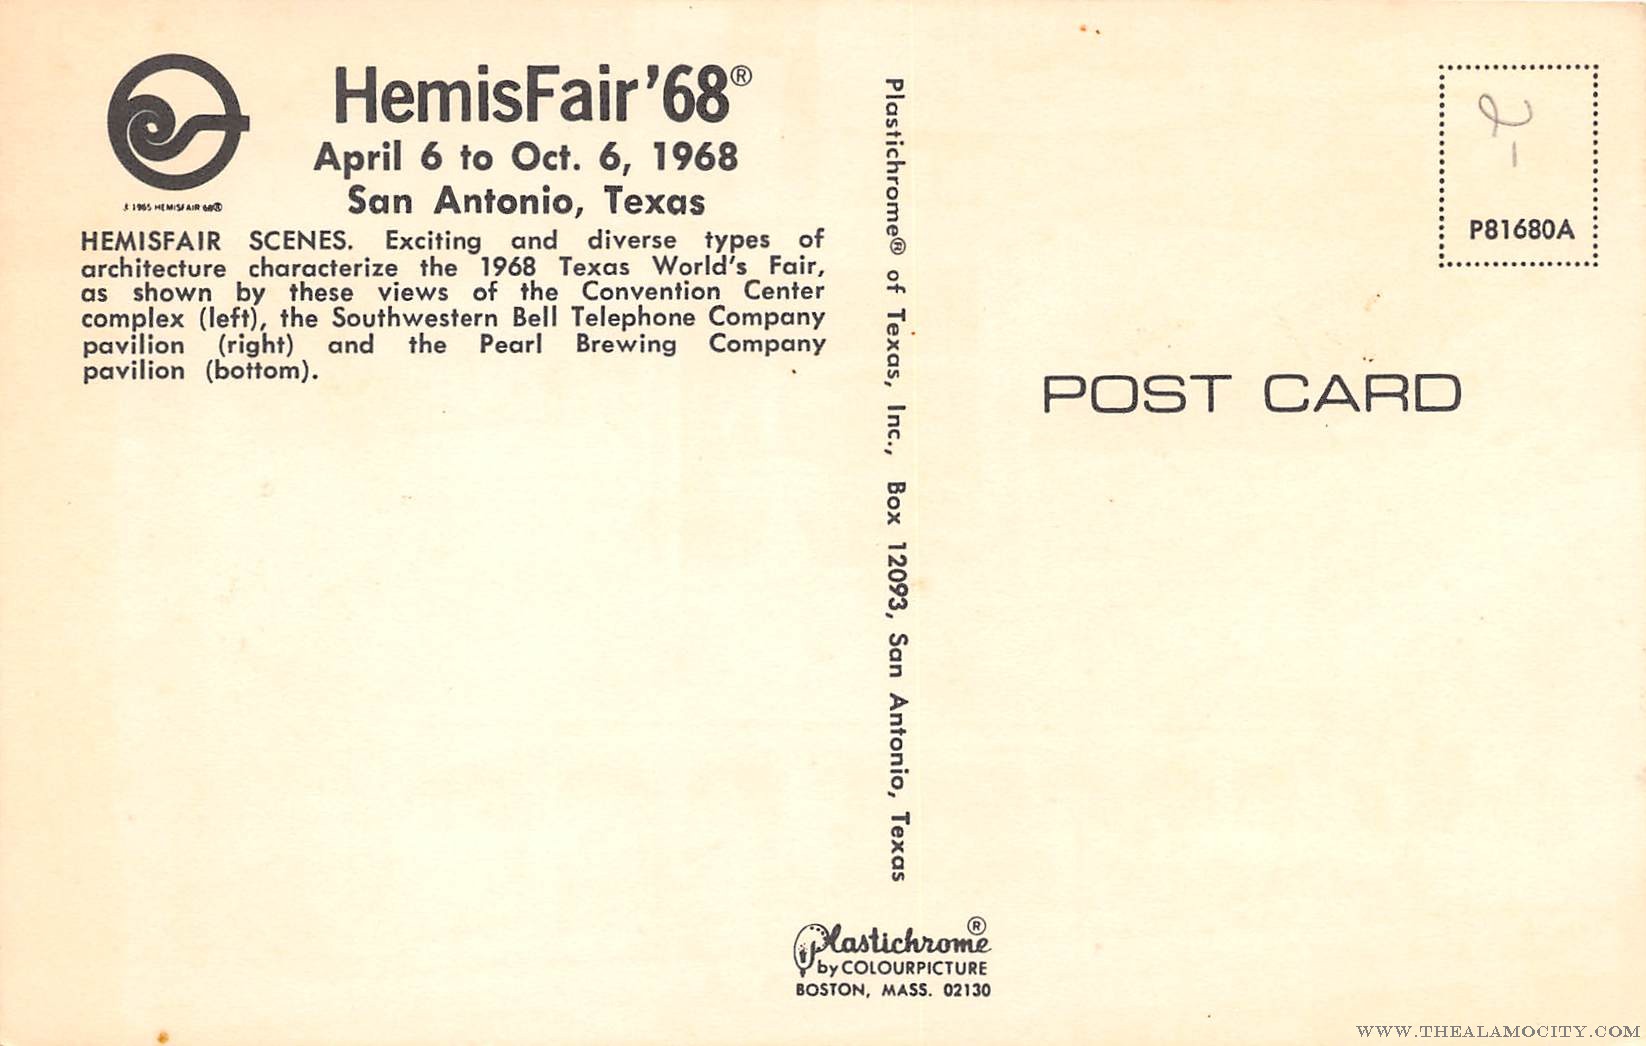 HemisFair '68®
April 6 to Oct. 6, 1968
San Antonio, Texas
1965 HEMISFAIR 68®
HEMISFAIR SCENES. Exciting and diverse types of
architecture characterize the 1968 Texas World's Fair,
as shown by these views of the Convention Center
complex (left), the Southwestern Bell Telephone Company
pavilion (right) and the Pearl Brewing Company
pavilion (bottom).
Plastichrome® of Texas, Inc., Box 12093, San Antonio, Texas
Plastichrome®
by COLOURPICTURE
BOSTON, MASS. 02130
P81680A
POST CARD
WWW.THEALAMOCITY.COM